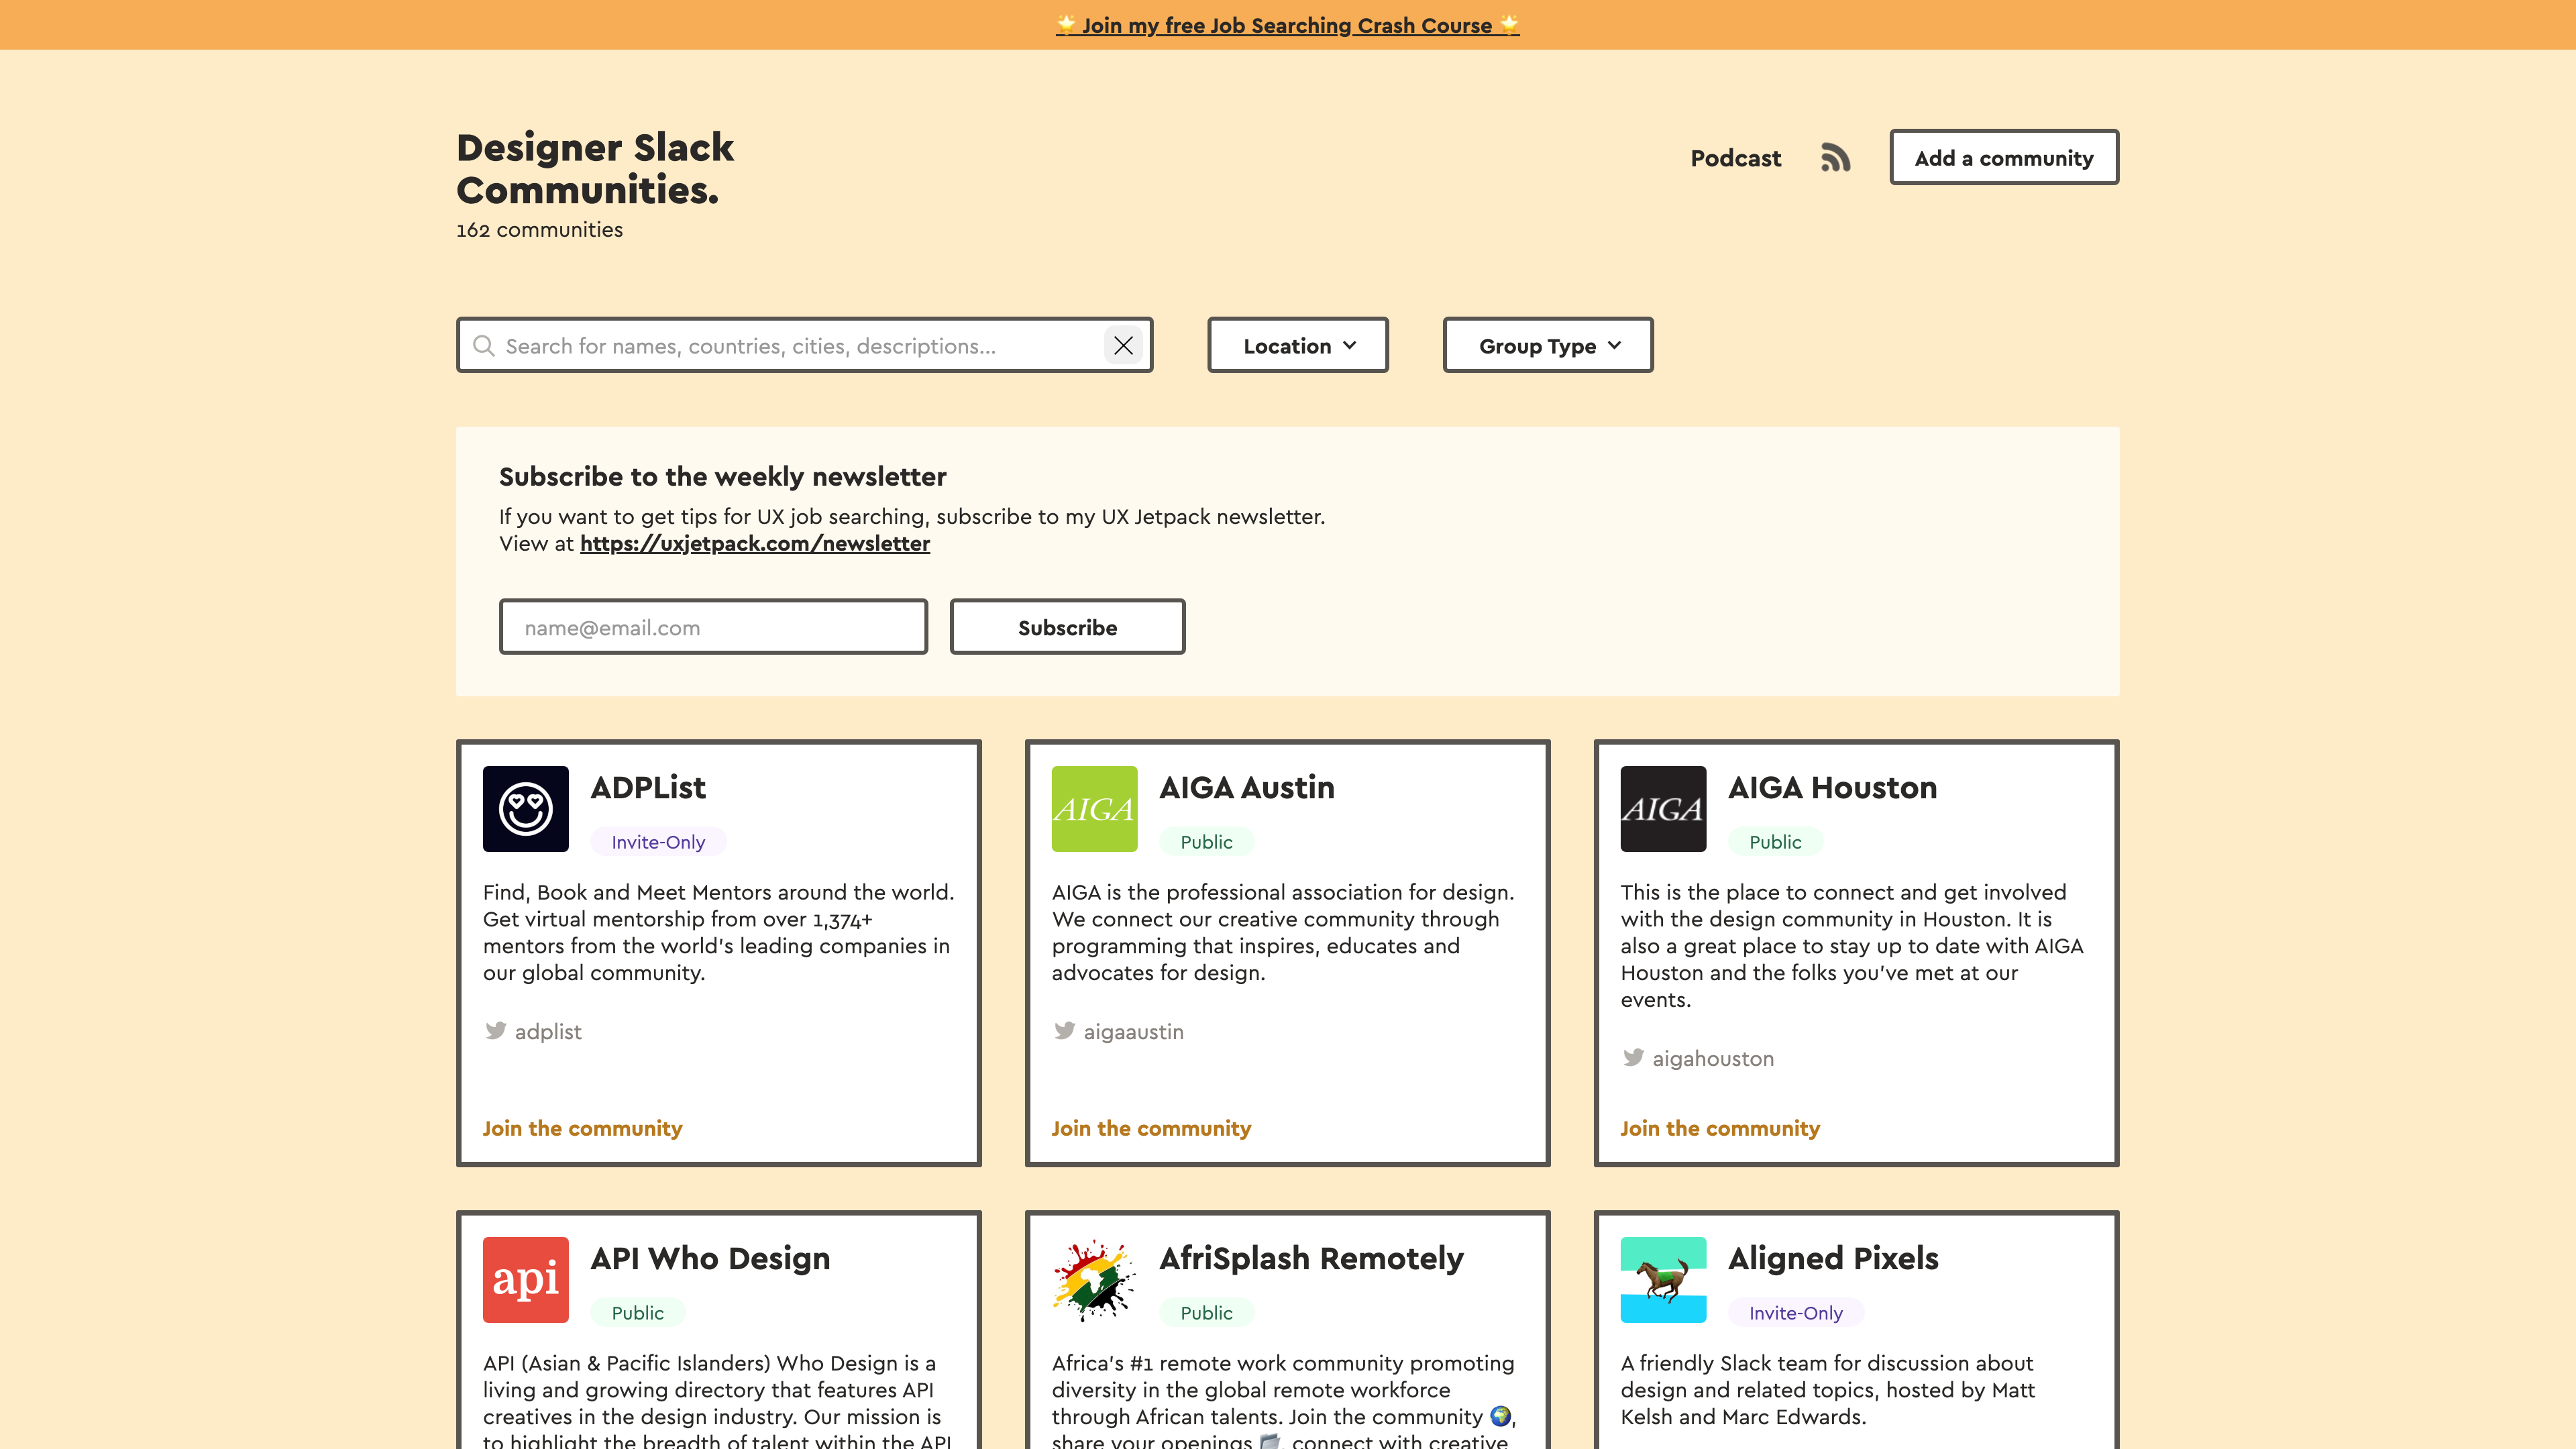 🌟 Join my free Job Searching Crash Course 🌟
Designer Slack
Communities.
162 communities
Podcast
Add a community
Search for names, countries, cities, descriptions...
Location
Group Type
Subscribe to the weekly newsletter
If you want to get tips for UX job searching, subscribe to my UX Jetpack newsletter.
View at https://uxjetpack.com/newsletter
name@email.com
Subscribe
ADPList
Invite-Only
Find, Book and Meet Mentors around the world.
Get virtual mentorship from over 1,374+
mentors from the world's leading companies in
our global community.
adplist
Join the community
AIGA
AIGA Austin
Public
AIGA is the professional association for design.
We connect our creative community through
programming that inspires, educates and
advocates for design.
aigaaustin
Join the community
AIGA
AIGA Houston
Public
This is the place to connect and get involved
with the design community in Houston. It is
also a great place to stay up to date with AIGA
Houston and the folks you've met at our
events.
aigahouston
Join the community
api
API Who Design
Public
API (Asian & Pacific Islanders) Who Design is a
living and growing directory that features API
creatives in the design industry. Our mission is
to highlight the breadth of talent within the API
AfriSplash Remotely
Public
Africa's #1 remote work community promoting
diversity in the global remote workforce
through African talents. Join the community 🌍,
share your openings 📁, connect with creative
Aligned Pixels
Invite-Only
A friendly Slack team for discussion about
design and related topics, hosted by Matt
Kelsh and Marc Edwards.